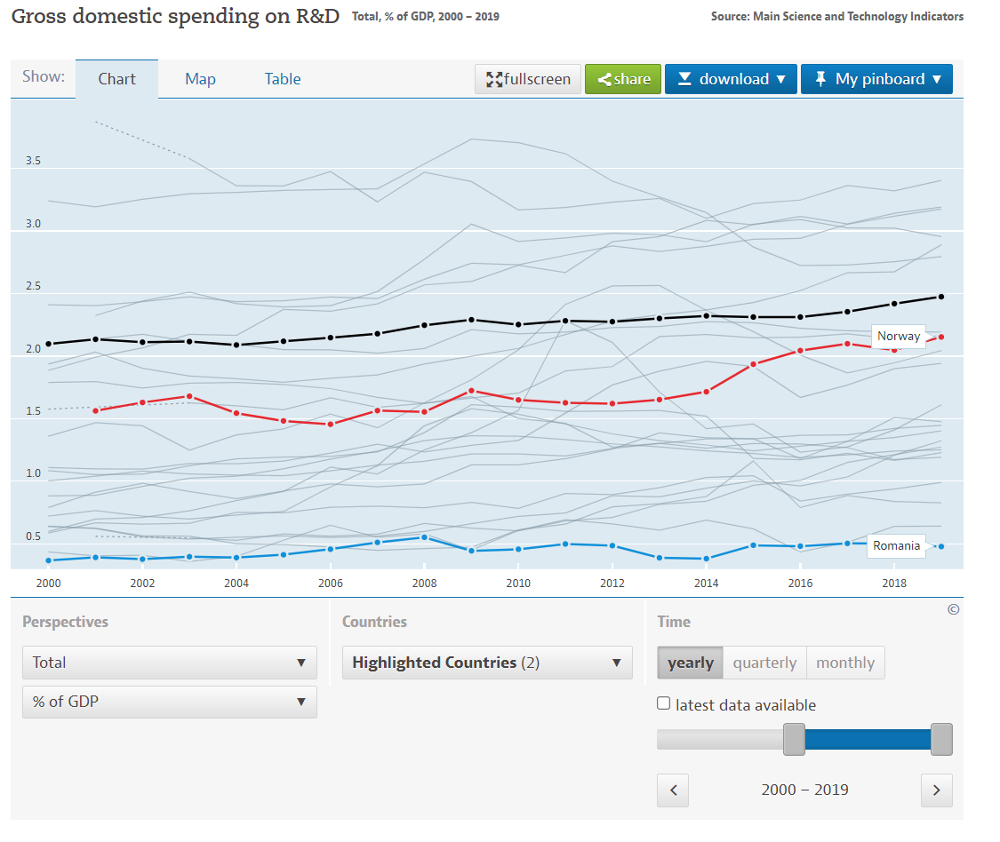 Gross domestic spending on R&D Total, % of GDP, 2000 – 2019 Source: Main Science and Technology Indicators
Show: Chart Map Table fullscreen share download ▼ My pinboard ▼
3.5
3.0
2.5
2.0
1.5
1.0
0.5
Norway
Romania
2000 2002 2004 2006 2008 2010 2012 2014 2016 2018
©
Perspectives Countries Time
Total ▼ Highlighted Countries (2) ▼ yearly quarterly monthly
% of GDP ▼ latest data available
2000 – 2019